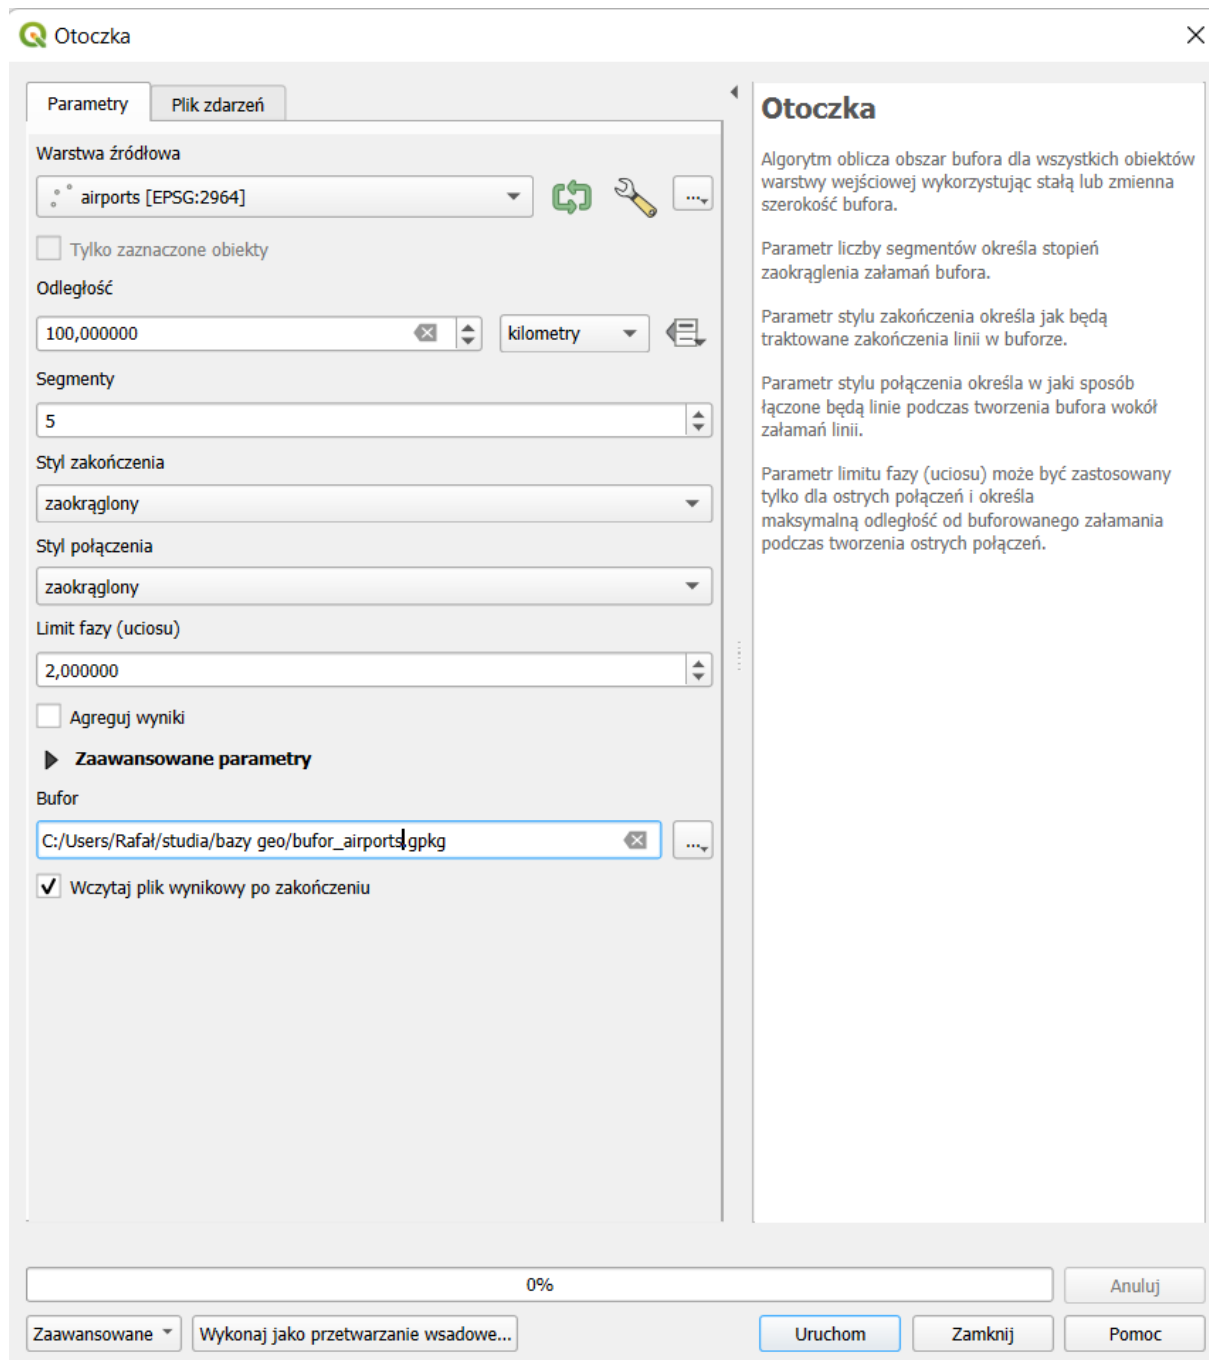 Otoczka
Parametry
Plik zdarzeń
Warstwa źródłowa
airports [EPSG:2964]
...
Tylko zaznaczone obiekty
Odległość
100,000000
kilometry
Segmenty
5
Styl zakończenia
zaokrąglony
Styl połączenia
zaokrąglony
Limit fazy (uciosu)
2,000000
Agreguj wyniki
Zaawansowane parametry
Bufor
C:/Users/Rafał/studia/bazy geo/bufor_airports.gpkg
...
Wczytaj plik wynikowy po zakończeniu
Otoczka
Algorytm oblicza obszar bufora dla wszystkich obiektów
warstwy wejściowej wykorzystując stałą lub zmienna
szerokość bufora.
Parametr liczby segmentów określa stopień
zaokrąglenia załamań bufora.
Parametr stylu zakończenia określa jak będą
traktowane zakończenia linii w buforze.
Parametr stylu połączenia określa w jaki sposób
łączone będą linie podczas tworzenia bufora wokół
załamań linii.
Parametr limitu fazy (uciosu) może być zastosowany
tylko dla ostrych połączeń i określa
maksymalną odległość od buforowanego załamania
podczas tworzenia ostrych połączeń.
0%
Anuluj
Zaawansowane
Wykonaj jako przetwarzanie wsadowe...
Uruchom
Zamknij
Pomoc